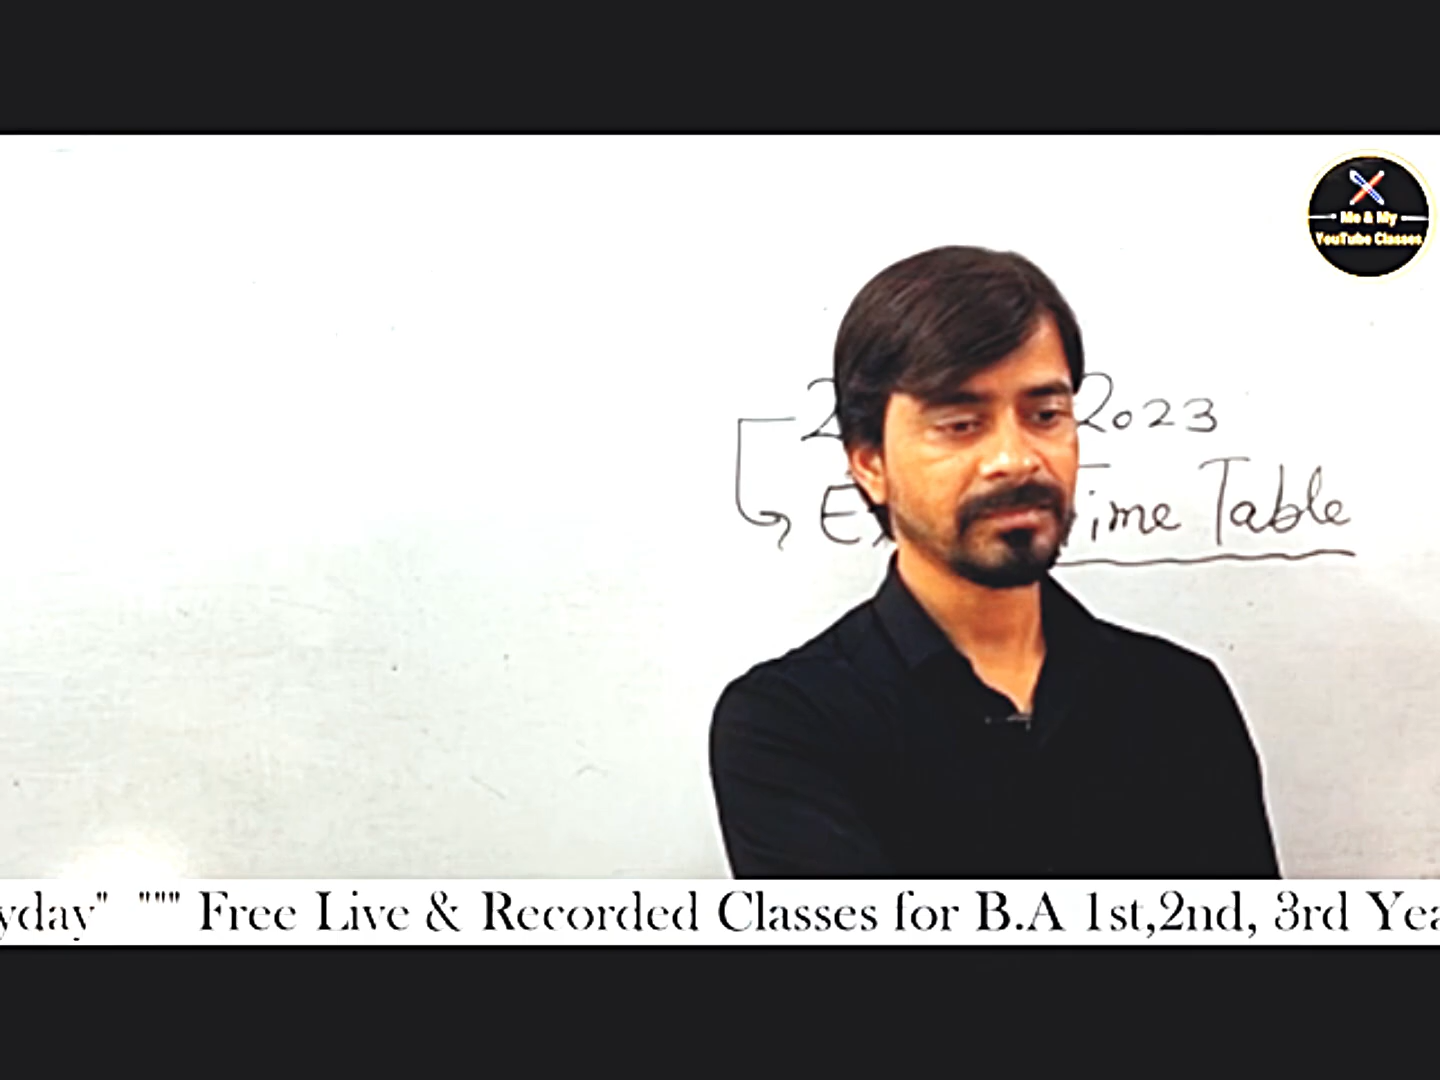 Me & My
YouTube Classes
2023
Time Table
yday" """ Free Live & Recorded Classes for B.A 1st,2nd, 3rd Yea